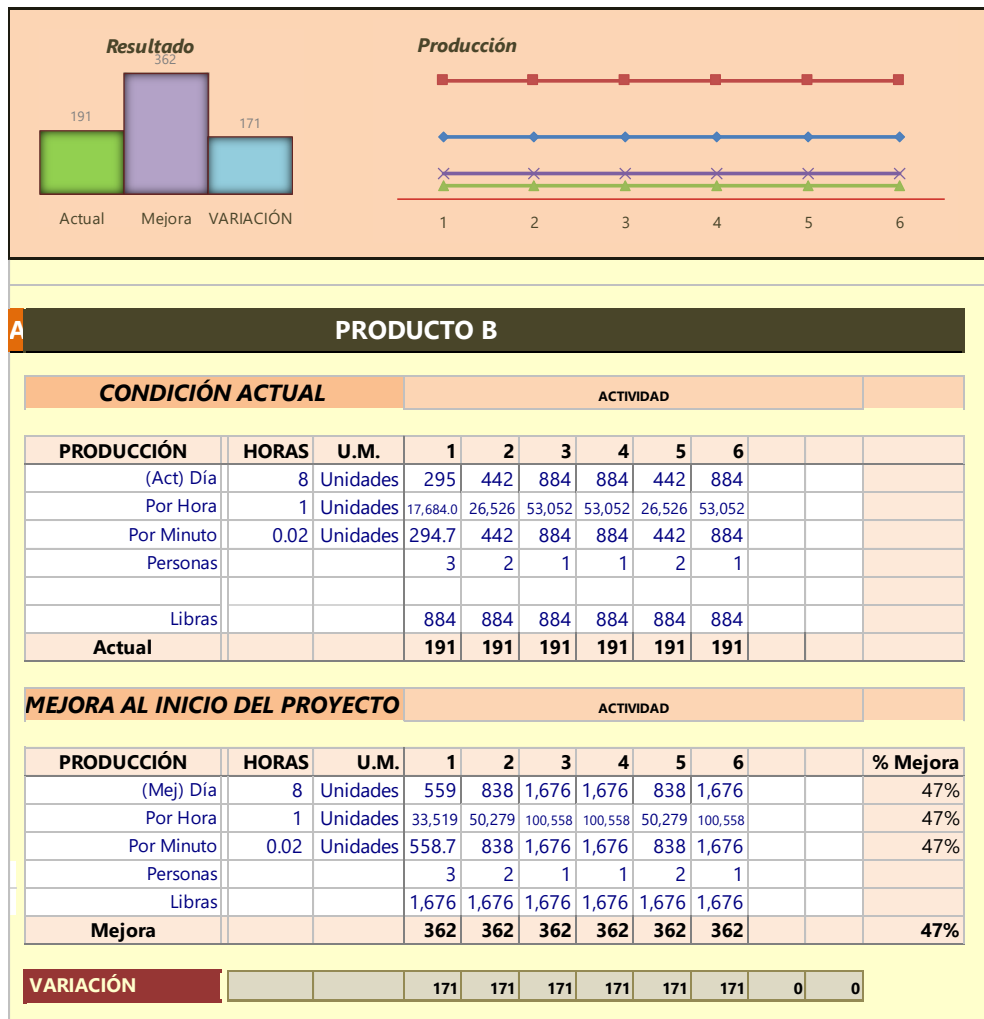 Resultado
362
191
171
Actual Mejora VARIACIÓN
Producción
1 2 3 4 5 6
A
PRODUCTO B
CONDICIÓN ACTUAL ACTIVIDAD
PRODUCCIÓN HORAS U.M. 1 2 3 4 5 6
(Act) Día 8 Unidades 295 442 884 884 442 884
Por Hora 1 Unidades 17,684.0 26,526 53,052 53,052 26,526 53,052
Por Minuto 0.02 Unidades 294.7 442 884 884 442 884
Personas 3 2 1 1 2 1
Libras 884 884 884 884 884 884
Actual 191 191 191 191 191 191
MEJORA AL INICIO DEL PROYECTO ACTIVIDAD
PRODUCCIÓN HORAS U.M. 1 2 3 4 5 6 % Mejora
(Mej) Día 8 Unidades 559 838 1,676 1,676 838 1,676 47%
Por Hora 1 Unidades 33,519 50,279 100,558 100,558 50,279 100,558 47%
Por Minuto 0.02 Unidades 558.7 838 1,676 1,676 838 1,676 47%
Personas 3 2 1 1 2 1
Libras 1,676 1,676 1,676 1,676 1,676 1,676
Mejora 362 362 362 362 362 362 47%
VARIACIÓN 171 171 171 171 171 171 0 0